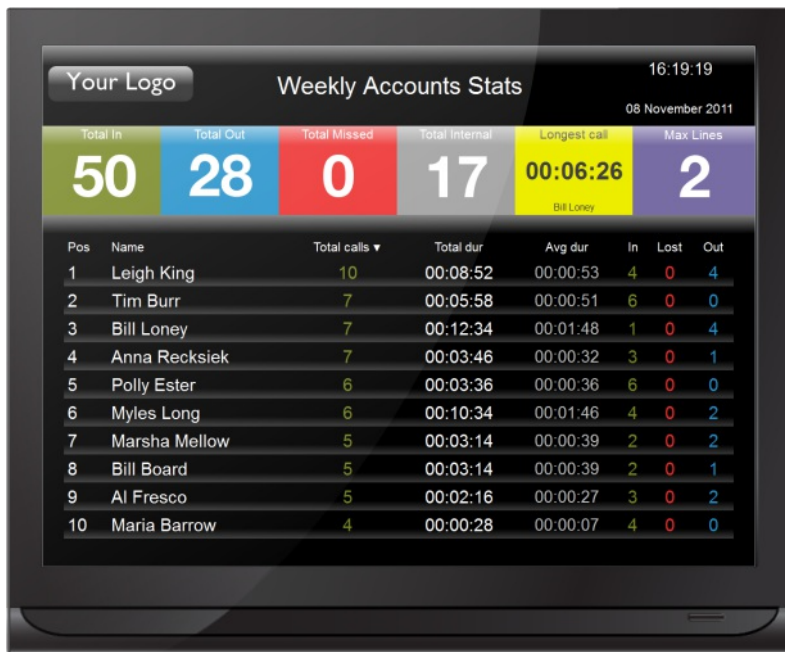 Your Logo
Weekly Accounts Stats
16:19:19
08 November 2011
Total In Total Out Total Missed Total Internal Longest call Max Lines
50 28 0 17 00:06:26 2
Bill Loney
Pos Name Total calls ▼ Total dur Avg dur In Lost Out
1 Leigh King 10 00:08:52 00:00:53 4 0 4
2 Tim Burr 7 00:05:58 00:00:51 6 0 0
3 Bill Loney 7 00:12:34 00:01:48 1 0 4
4 Anna Recksiek 7 00:03:46 00:00:32 3 0 1
5 Polly Ester 6 00:03:36 00:00:36 6 0 0
6 Myles Long 6 00:10:34 00:01:46 4 0 2
7 Marsha Mellow 5 00:03:14 00:00:39 2 0 2
8 Bill Board 5 00:03:14 00:00:39 2 0 1
9 Al Fresco 5 00:02:16 00:00:27 3 0 2
10 Maria Barrow 4 00:00:28 00:00:07 4 0 0